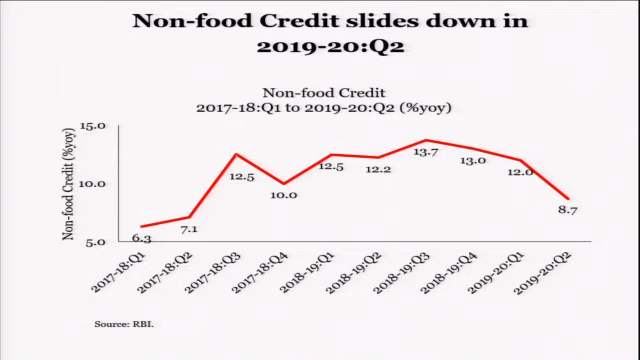 Non-food Credit slides down in
2019-20:Q2
Non-food Credit
2017-18:Q1 to 2019-20:Q2 (%yoy)
Non-food Credit (%yoy)
15.0
10.0
5.0
6.3
7.1
12.5
10.0
12.5
12.2
13.7
13.0
12.0
8.7
2017-18:Q1
2017-18:Q2
2017-18:Q3
2017-18:Q4
2018-19:Q1
2018-19:Q2
2018-19:Q3
2018-19:Q4
2019-20:Q1
2019-20:Q2
Source: RBI.